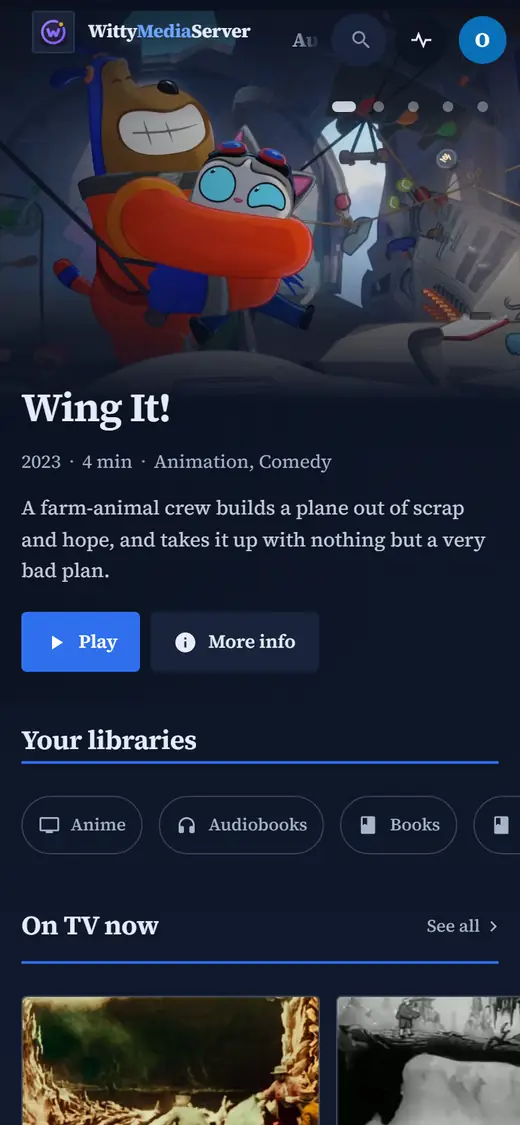 WittyMediaServer
Au
O
Wing It!
2023 · 4 min · Animation, Comedy
A farm-animal crew builds a plane out of scrap
and hope, and takes it up with nothing but a very
bad plan.
Play
More info
Your libraries
Anime
Audiobooks
Books
On TV now
See all